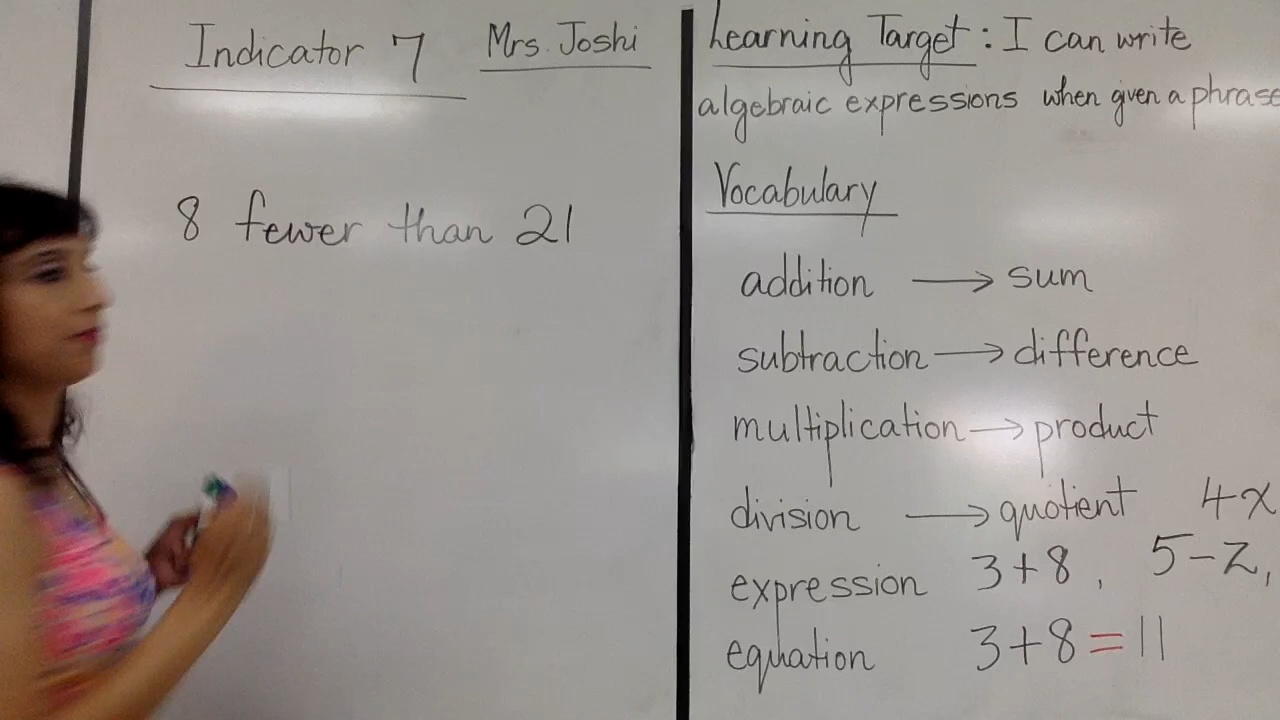 Indicator 7 Mrs. Joshi
8 fewer than 21
Learning Target : I can write
algebraic expressions when given a phrase
Vocabulary
addition → sum
subtraction → difference
multiplication → product
division → quotient 4x
expression 3+8 , 5-z,
equation 3+8=11